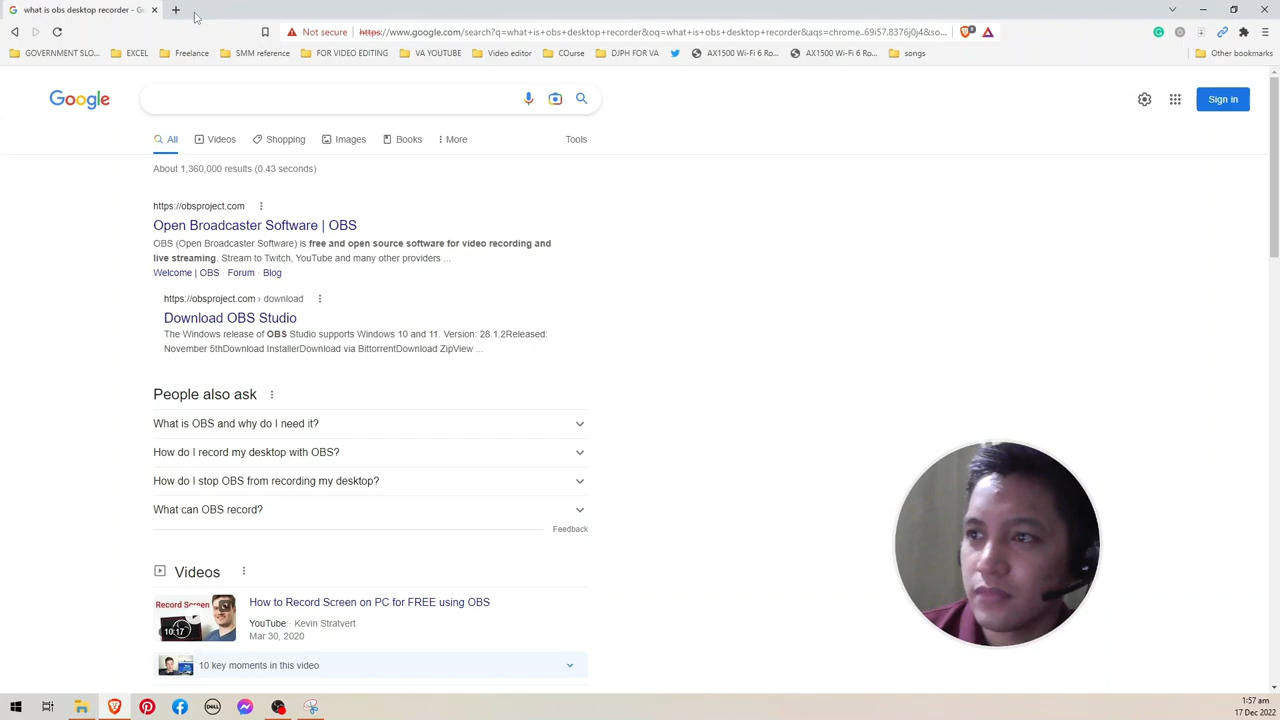 what is obs desktop recorder - G
Not secure
https://www.google.com/search?q=what+is+obs+desktop+recorder&oq=what+is+obs+desktop+recorder&aqs=chrome..69i57.8376j0j4&so...
GOVERNMENT SLO...
EXCEL
Freelance
SMM reference
FOR VIDEO EDITING
VA YOUTUBE
Video editor
COurse
DJPH FOR VA
AX1500 Wi-Fi 6 Ro...
AX1500 Wi-Fi 6 Ro...
songs
Other bookmarks
Google
Sign in
All
Videos
Shopping
Images
Books
More
Tools
About 1,360,000 results (0.43 seconds)
https://obsproject.com
Open Broadcaster Software | OBS
OBS (Open Broadcaster Software) is free and open source software for video recording and
live streaming. Stream to Twitch, YouTube and many other providers ...
Welcome | OBS · Forum · Blog
https://obsproject.com › download
Download OBS Studio
The Windows release of OBS Studio supports Windows 10 and 11. Version: 28.1.2Released:
November 5thDownload InstallerDownload via BittorrentDownload ZipView ...
People also ask
What is OBS and why do I need it?
How do I record my desktop with OBS?
How do I stop OBS from recording my desktop?
What can OBS record?
Feedback
Videos
Record Screen
10:17
How to Record Screen on PC for FREE using OBS
YouTube · Kevin Stratvert
Mar 30, 2020
10 key moments in this video
DELL
1:57 am
17 Dec 2022